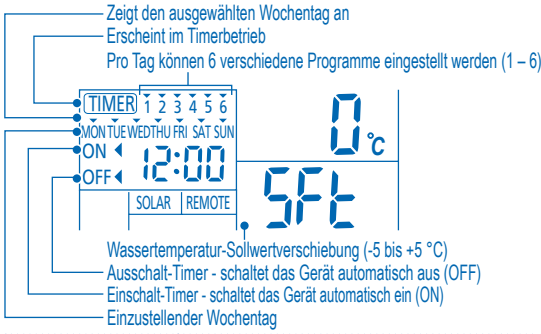 Zeigt den ausgewählten Wochentag an
Erscheint im Timerbetrieb
Pro Tag können 6 verschiedene Programme eingestellt werden (1 – 6)
TIMER 1 2 3 4 5 6
MON TUE WED THU FRI SAT SUN
ON
12:00
OFF
SOLAR REMOTE
0 °C
.SFt
Wassertemperatur-Sollwertverschiebung (-5 bis +5 °C)
Ausschalt-Timer - schaltet das Gerät automatisch aus (OFF)
Einschalt-Timer - schaltet das Gerät automatisch ein (ON)
Einzustellender Wochentag